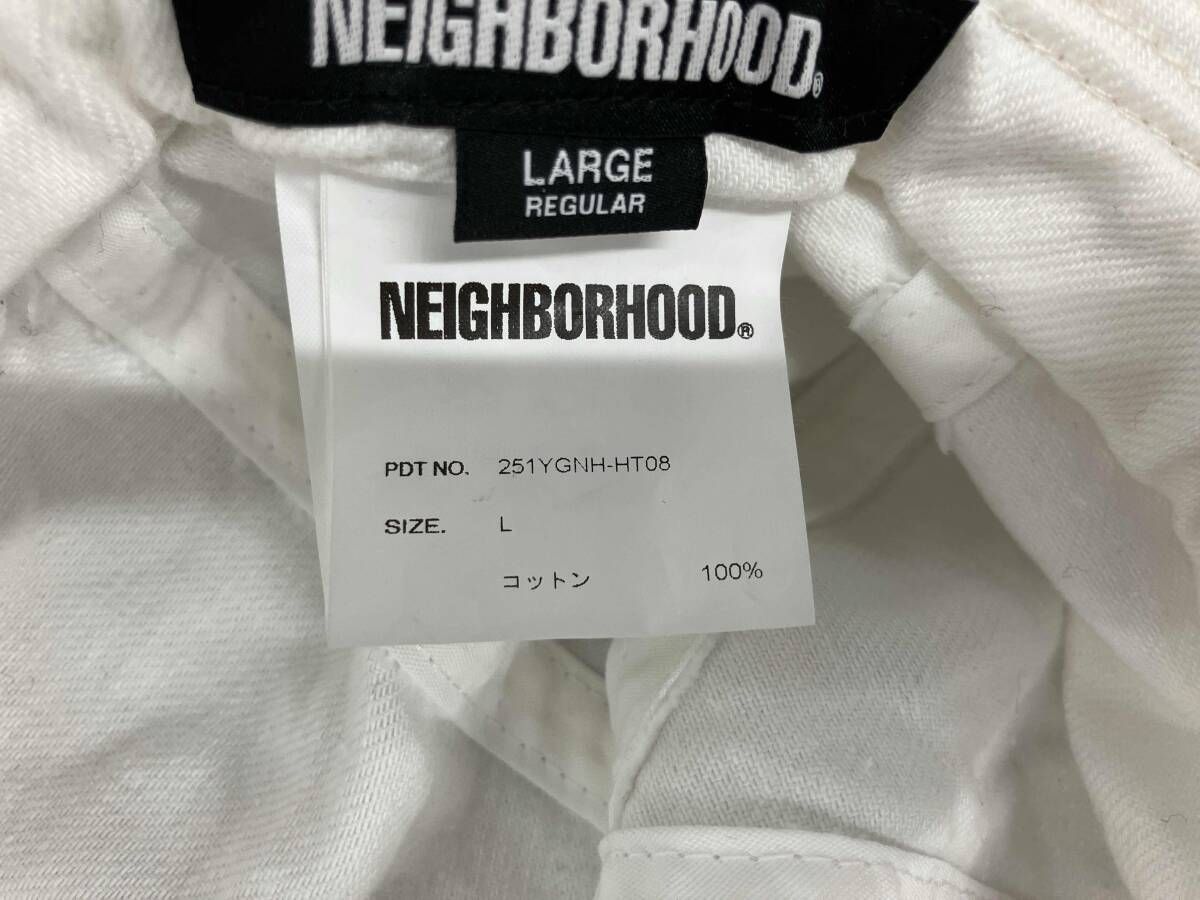 NEIGHBORHOOD®
LARGE
REGULAR
NEIGHBORHOOD®
PDT NO. 251YGNH-HT08
SIZE. L
コットン 100%